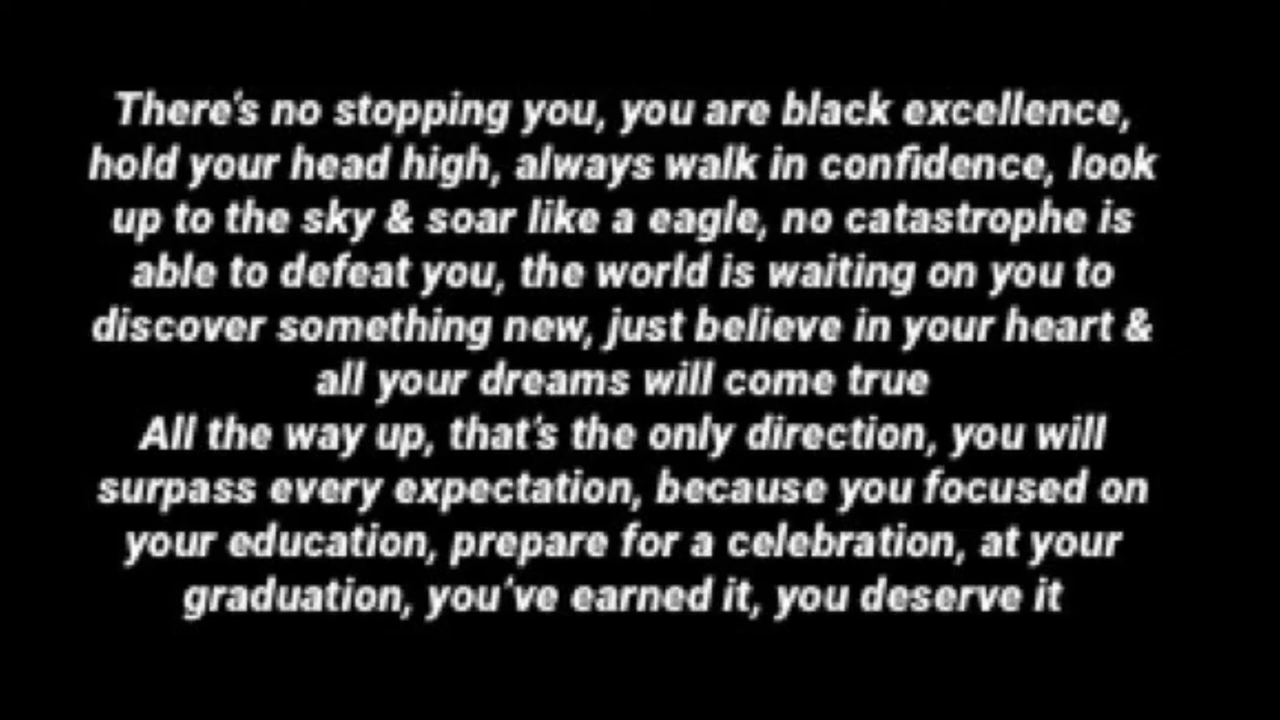 There's no stopping you, you are black excellence,
hold your head high, always walk in confidence, look
up to the sky & soar like a eagle, no catastrophe is
able to defeat you, the world is waiting on you to
discover something new, just believe in your heart &
all your dreams will come true
All the way up, that's the only direction, you will
surpass every expectation, because you focused on
your education, prepare for a celebration, at your
graduation, you've earned it, you deserve it